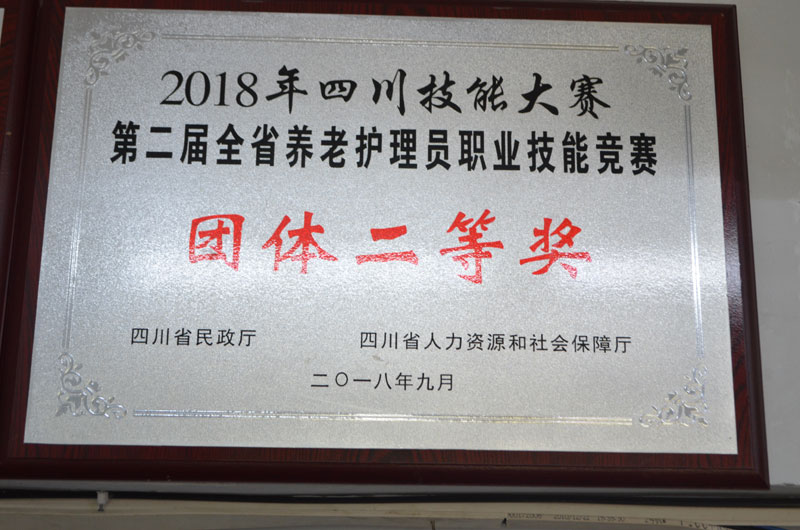 2018年四川技能大赛
第二届全省养老护理员职业技能竞赛
团体二等奖
四川省民政厅 四川省人力资源和社会保障厅
二〇一八年九月